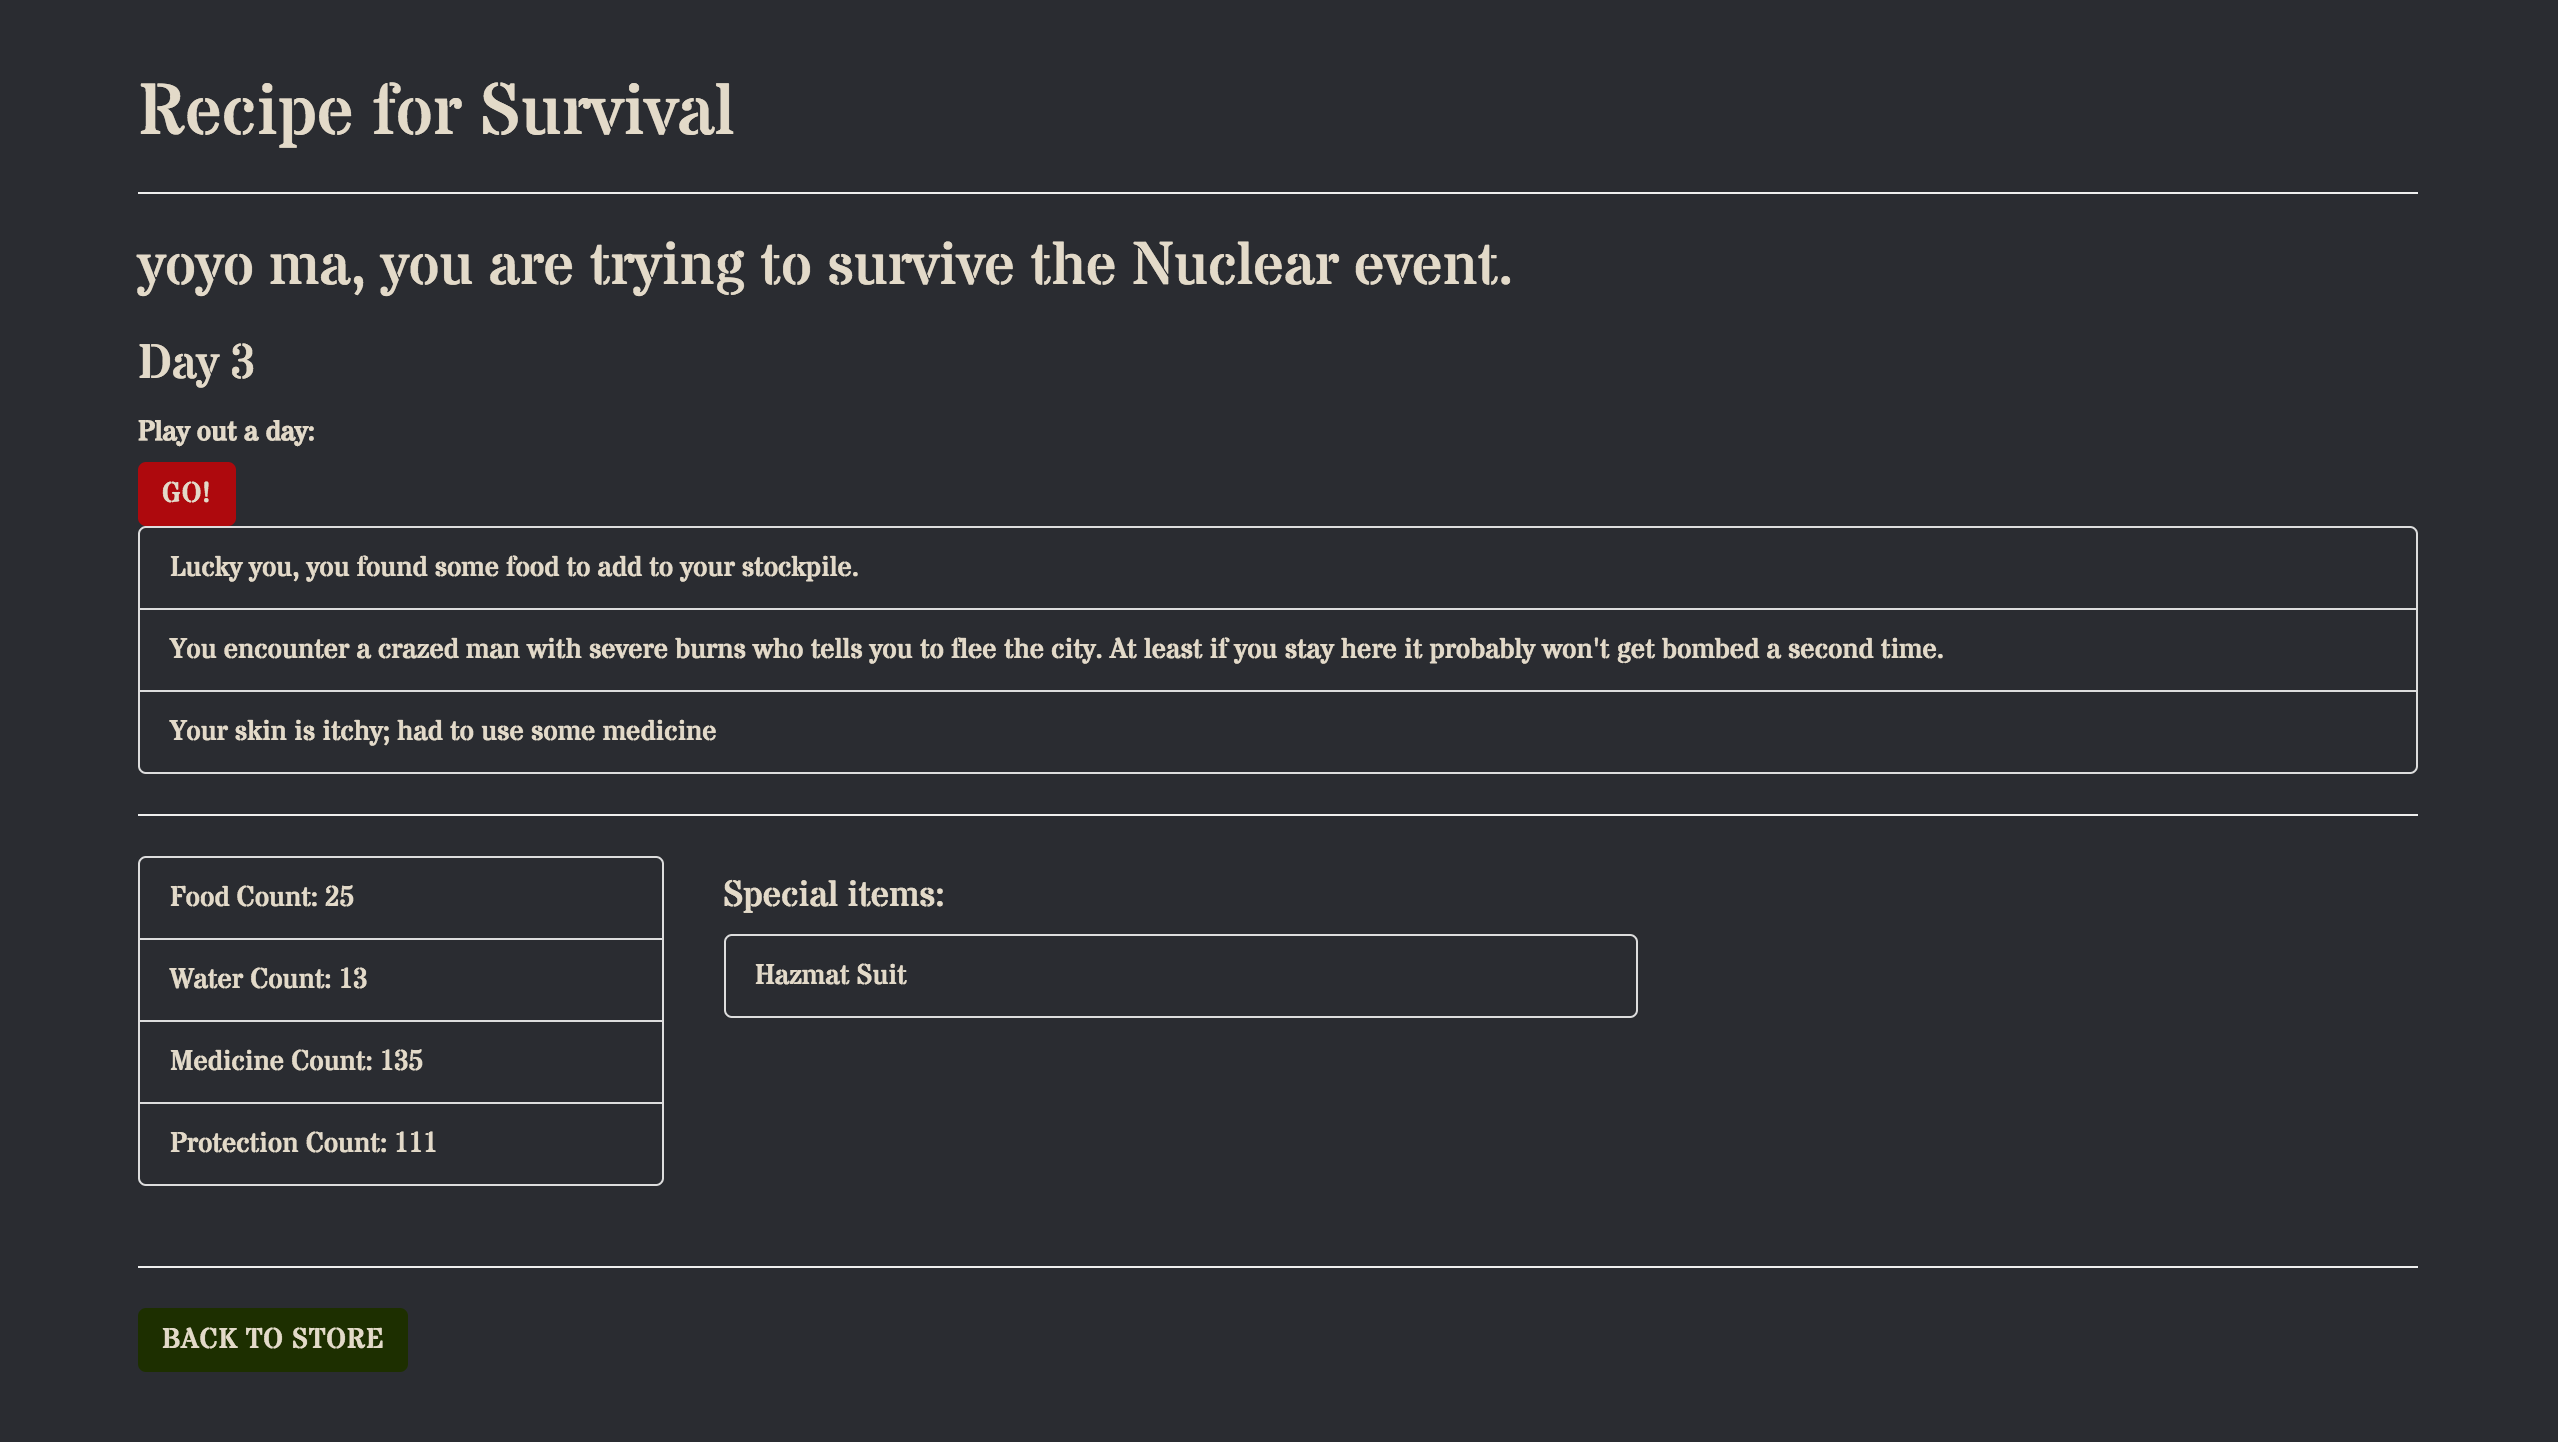 Recipe for Survival
yoyo ma, you are trying to survive the Nuclear event.
Day 3
Play out a day:
GO!
Lucky you, you found some food to add to your stockpile.
You encounter a crazed man with severe burns who tells you to flee the city. At least if you stay here it probably won't get bombed a second time.
Your skin is itchy; had to use some medicine
Food Count: 25
Water Count: 13
Medicine Count: 135
Protection Count: 111
Special items:
Hazmat Suit
BACK TO STORE